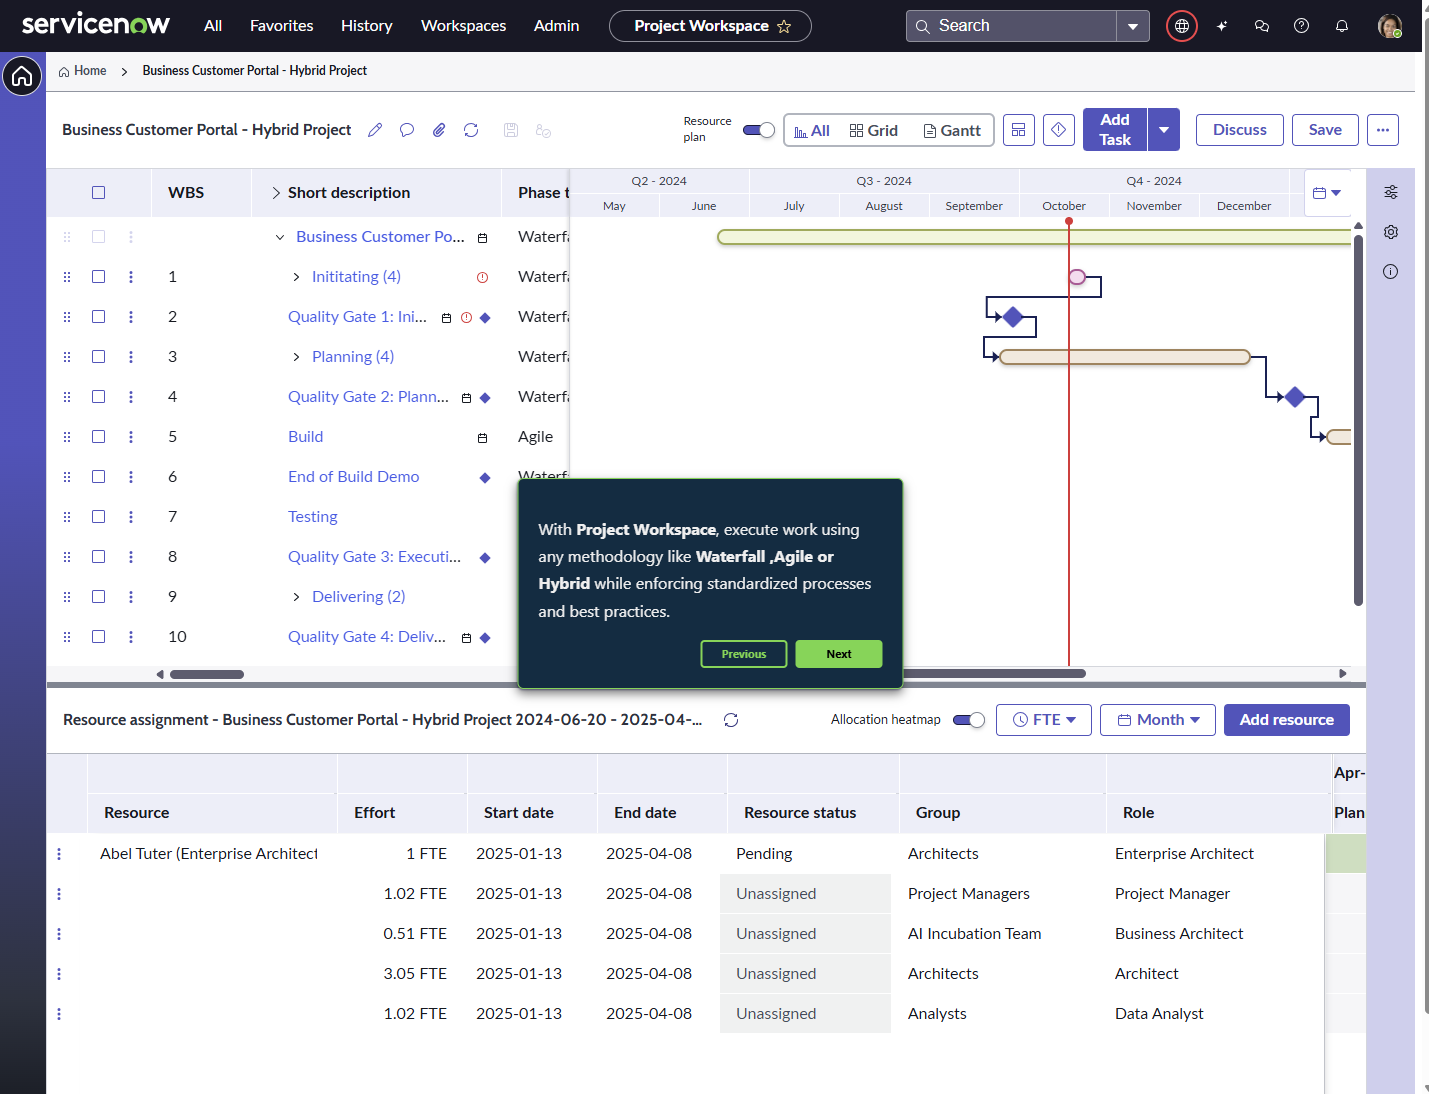 servicenow
All
Favorites
History
Workspaces
Admin
Project Workspace
Search
Home
Business Customer Portal - Hybrid Project
Business Customer Portal - Hybrid Project
Resource
plan
All
Grid
Gantt
Add
Task
Discuss
Save
WBS
Short description
Phase t
Q2 - 2024
Q3 - 2024
Q4 - 2024
May
June
July
August
September
October
November
December
Business Customer Po...
Waterfa
1
Inititating (4)
Waterfa
2
Quality Gate 1: Ini...
Waterfa
3
Planning (4)
Waterfa
4
Quality Gate 2: Plann...
Waterfa
5
Build
Agile
6
End of Build Demo
Waterfa
7
Testing
8
Quality Gate 3: Executi...
9
Delivering (2)
10
Quality Gate 4: Deliv...
With Project Workspace, execute work using
any methodology like Waterfall ,Agile or
Hybrid while enforcing standardized processes
and best practices.
Previous
Next
Resource assignment - Business Customer Portal - Hybrid Project 2024-06-20 - 2025-04-...
Allocation heatmap
FTE
Month
Add resource
Apr-
Resource
Effort
Start date
End date
Resource status
Group
Role
Plan
Abel Tuter (Enterprise Architect
1 FTE
2025-01-13
2025-04-08
Pending
Architects
Enterprise Architect
1.02 FTE
2025-01-13
2025-04-08
Unassigned
Project Managers
Project Manager
0.51 FTE
2025-01-13
2025-04-08
Unassigned
AI Incubation Team
Business Architect
3.05 FTE
2025-01-13
2025-04-08
Unassigned
Architects
Architect
1.02 FTE
2025-01-13
2025-04-08
Unassigned
Analysts
Data Analyst